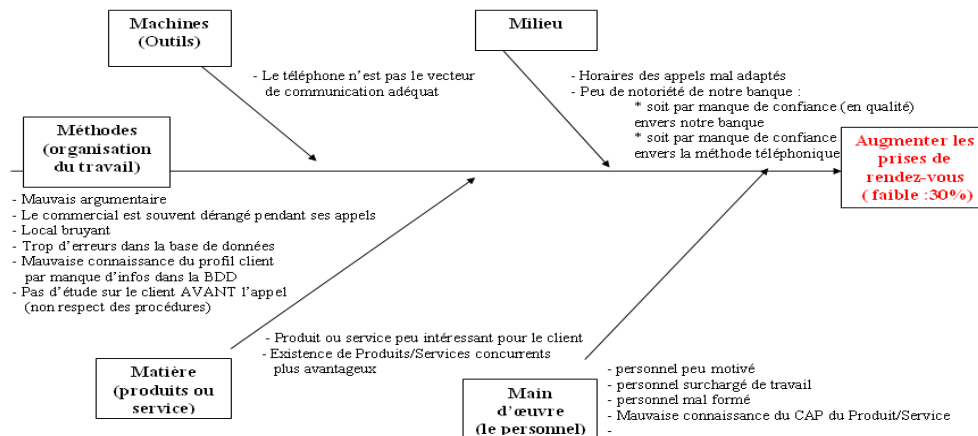 Machines
(Outils)
Milieu
- Le téléphone n'est pas le vecteur
de communication adéquat
- Horaires des appels mal adaptés
- Peu de notoriété de notre banque :
* soit par manque de confiance (en qualité)
envers notre banque
* soit par manque de confiance
envers la méthode téléphonique
Méthodes
(organisation
du travail)
Augmenter les
prises de
rendez-vous
( faible :30%)
- Mauvais argumentaire
- Le commercial est souvent dérangé pendant ses appels
- Local bruyant
- Trop d'erreurs dans la base de données
- Mauvaise connaissance du profil client
par manque d'infos dans la BDD
- Pas d'étude sur le client AVANT l'appel
(non respect des procédures)
- Produit ou service peu intéressant pour le client
- Existence de Produits/Services concurrents
plus avantageux
Matière
(produits ou
service)
Main
d'œuvre
(le personnel)
- personnel peu motivé
- personnel surchargé de travail
- personnel mal formé
- Mauvaise connaissance du CAP du Produit/Service
-